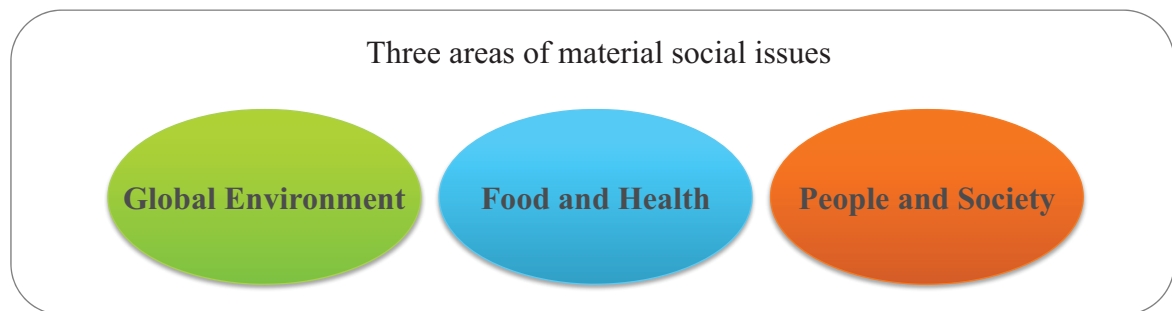 Three areas of material social issues
Global Environment
Food and Health
People and Society